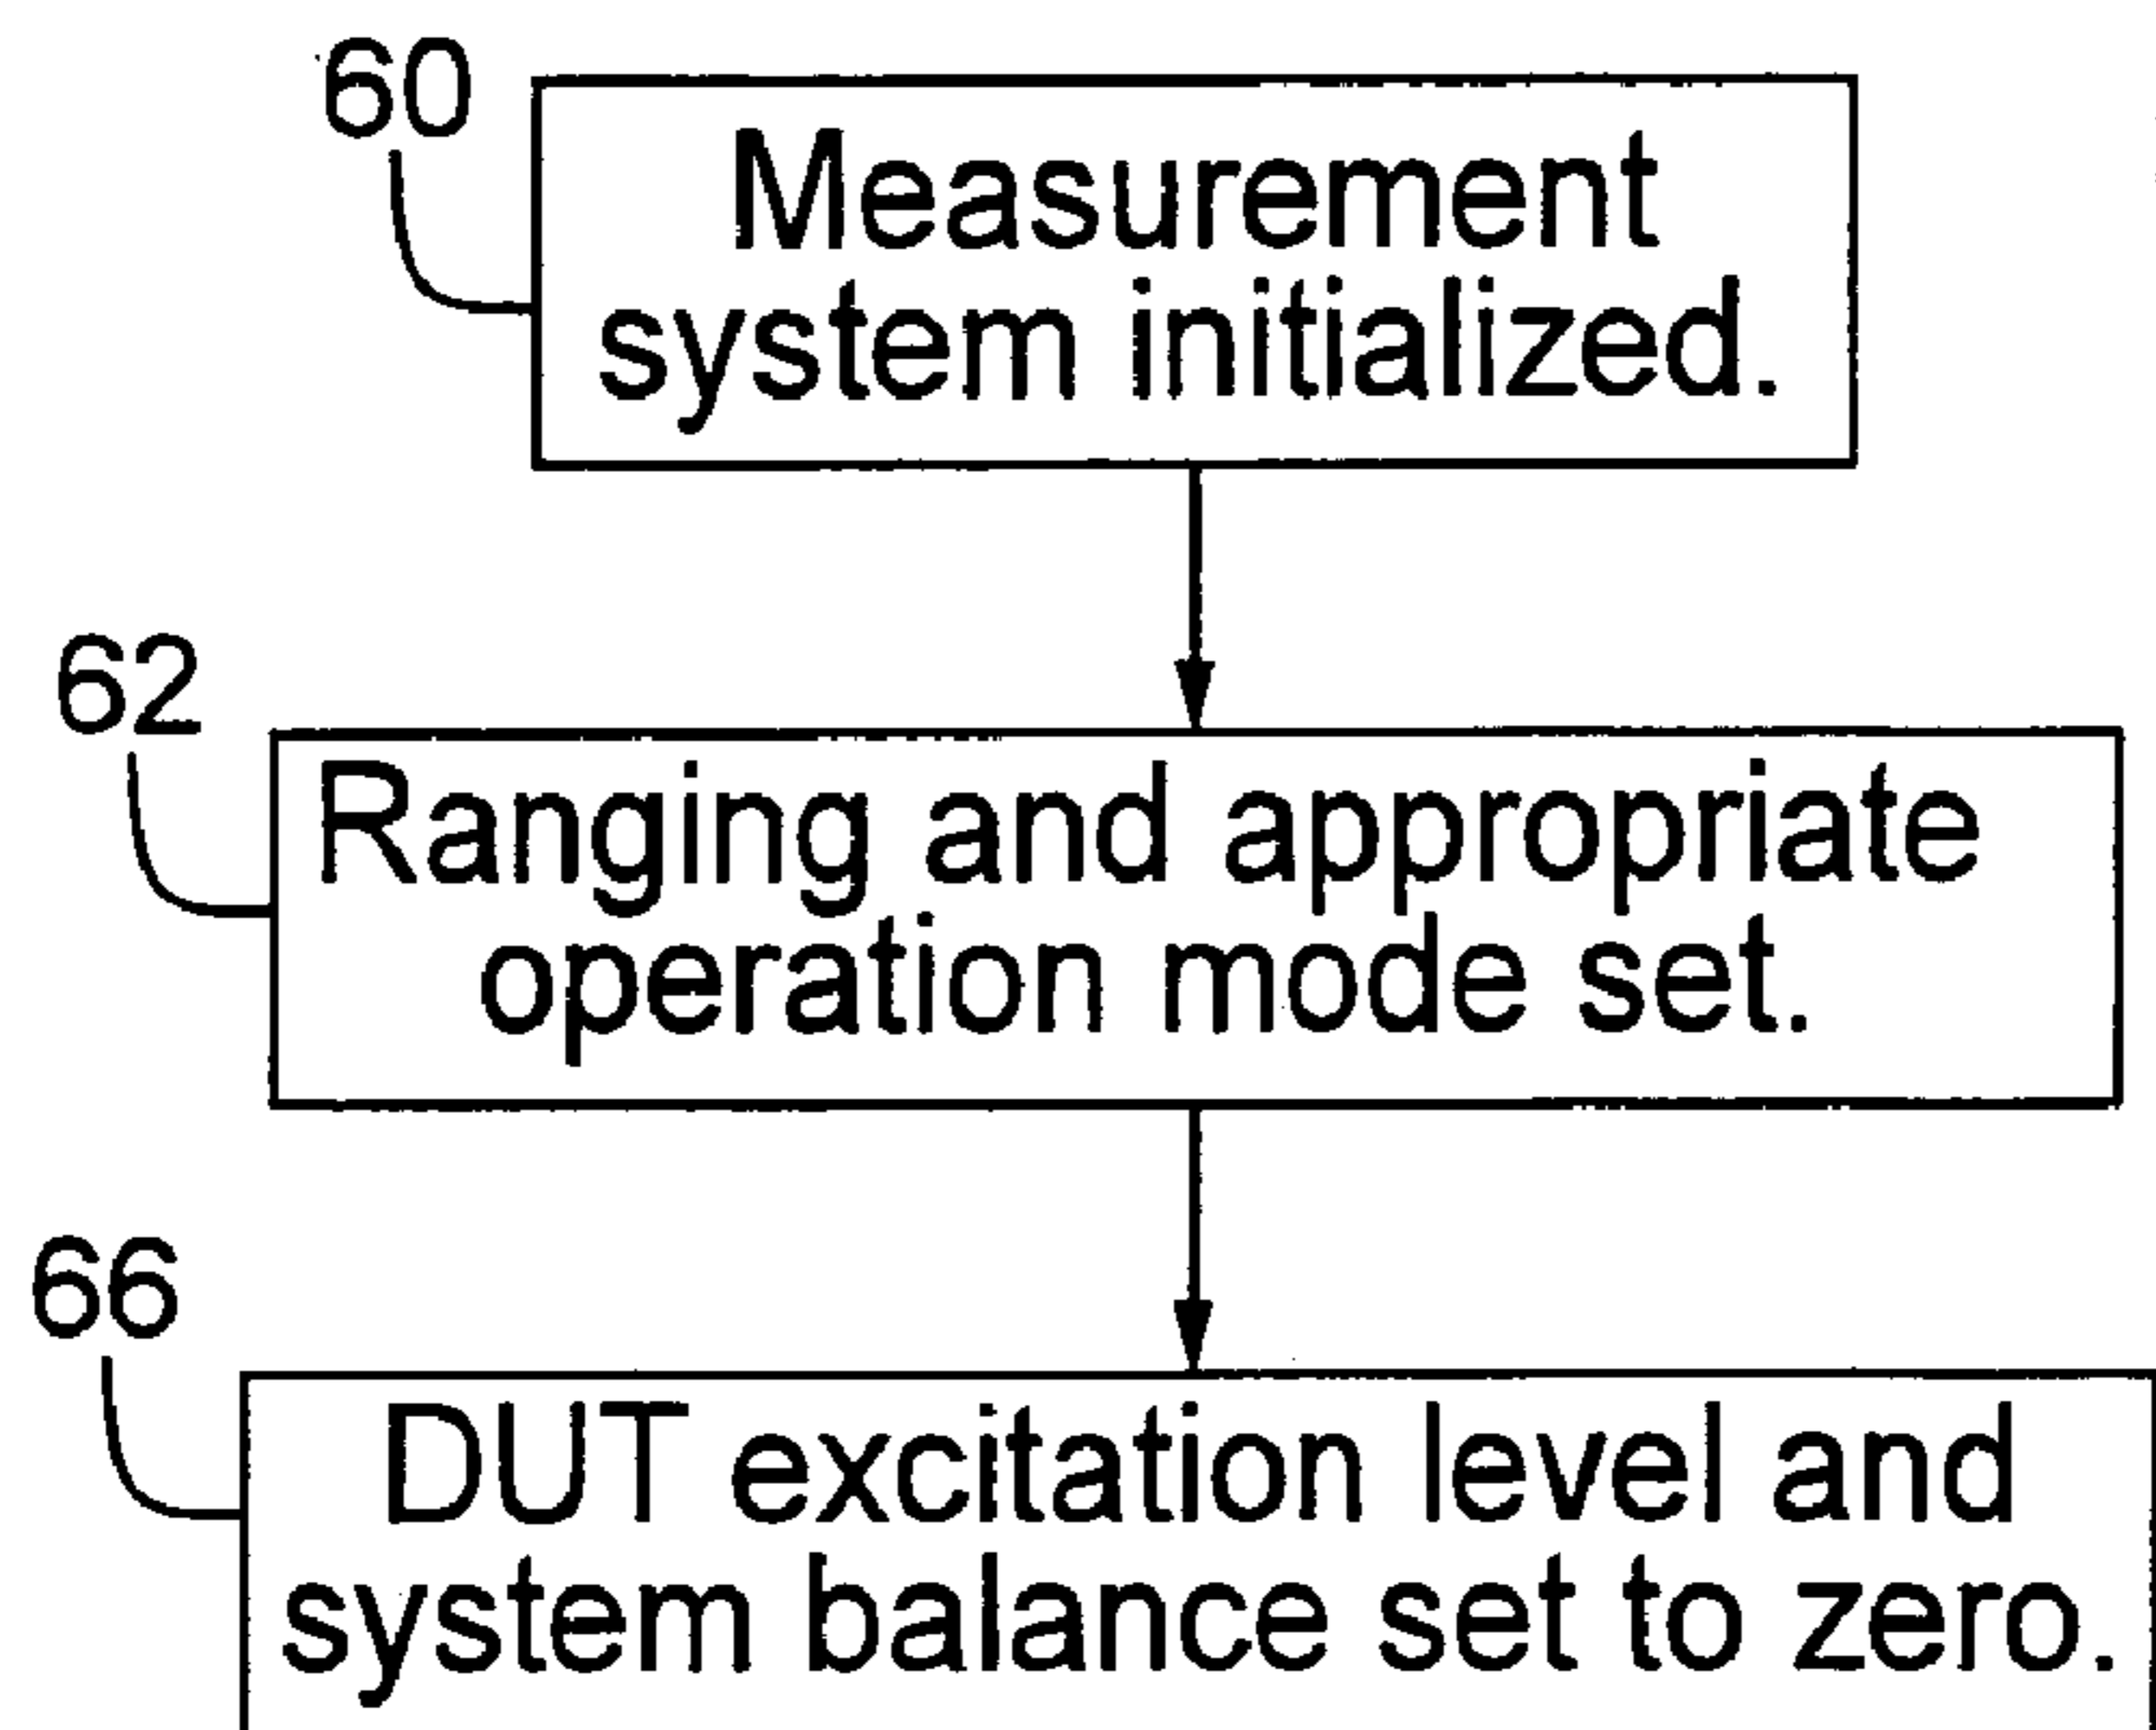 60
Measurement
system initialized.
62
Ranging and appropriate
operation mode set.
66
DUT excitation level and
system balance set to zero.